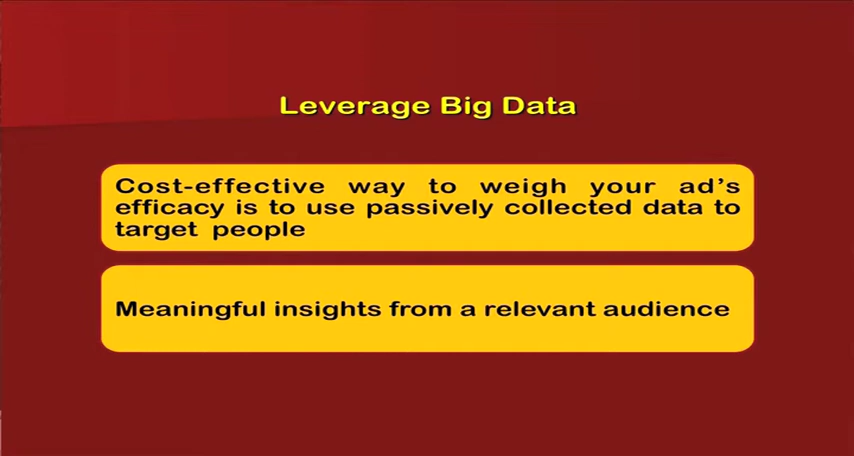 Leverage Big Data
Cost-effective way to weigh your ad's
efficacy is to use passively collected data to
target people
Meaningful insights from a relevant audience